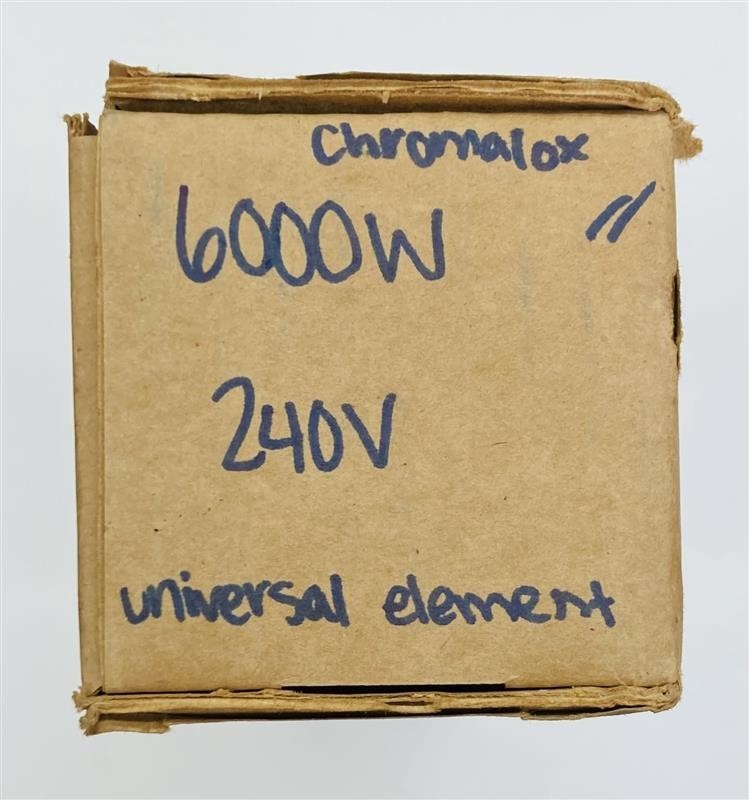 Chromalox
6000W "
240V
universal element